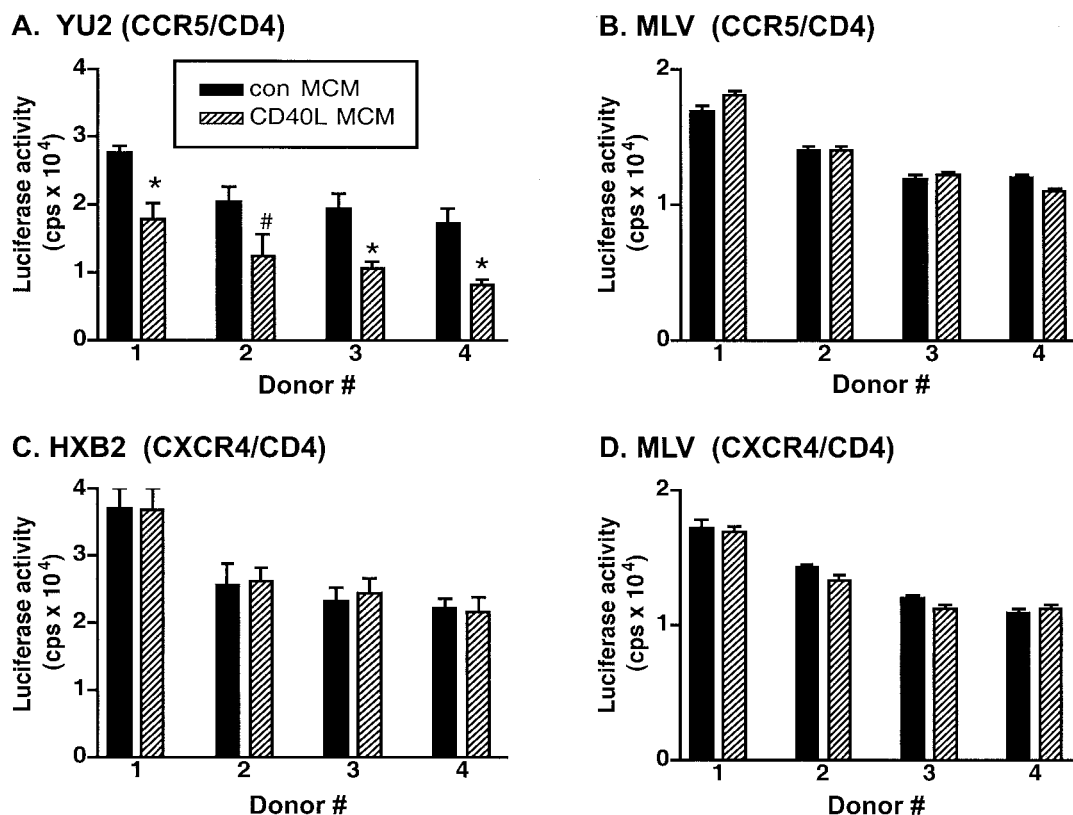 A. YU2 (CCR5/CD4)
4
3
2
1
0
Luciferase activity
(cps x 10⁴)
con MCM
CD40L MCM
*
#
*
*
1 2 3 4
Donor #
B. MLV (CCR5/CD4)
2
1
0
Luciferase activity
(cps x 10⁴)
1 2 3 4
Donor #
C. HXB2 (CXCR4/CD4)
4
3
2
1
0
Luciferase activity
(cps x 10⁴)
1 2 3 4
Donor #
D. MLV (CXCR4/CD4)
2
1
0
Luciferase activity
(cps x 10⁴)
1 2 3 4
Donor #